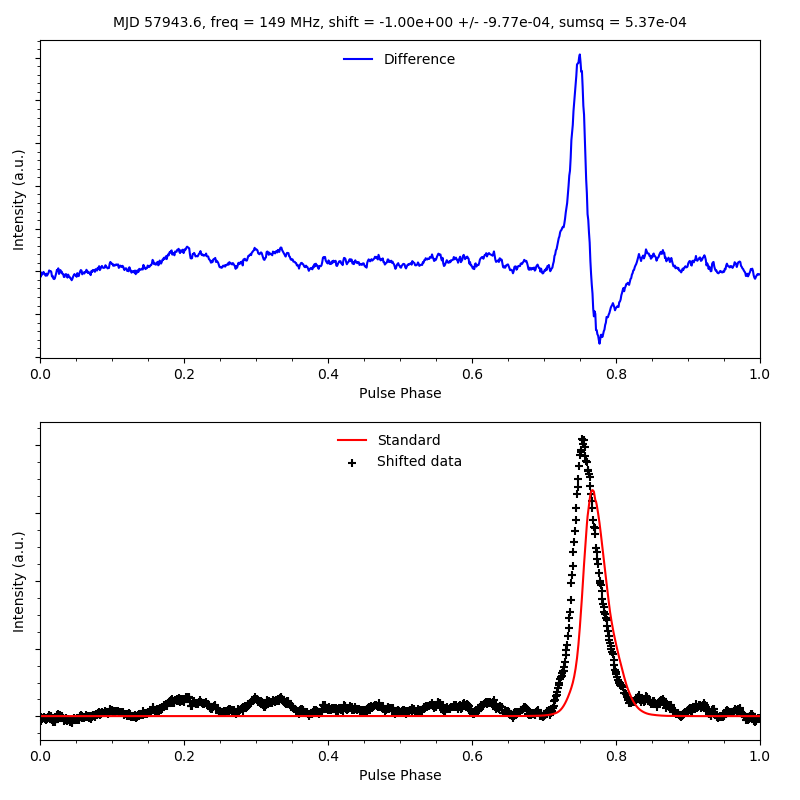 MJD 57943.6, freq = 149 MHz, shift = -1.00e+00 +/- -9.77e-04, sumsq = 5.37e-04
Difference
Intensity (a.u.)
0.0 0.2 0.4 0.6 0.8 1.0
Pulse Phase
Standard
Shifted data
Intensity (a.u.)
0.0 0.2 0.4 0.6 0.8 1.0
Pulse Phase